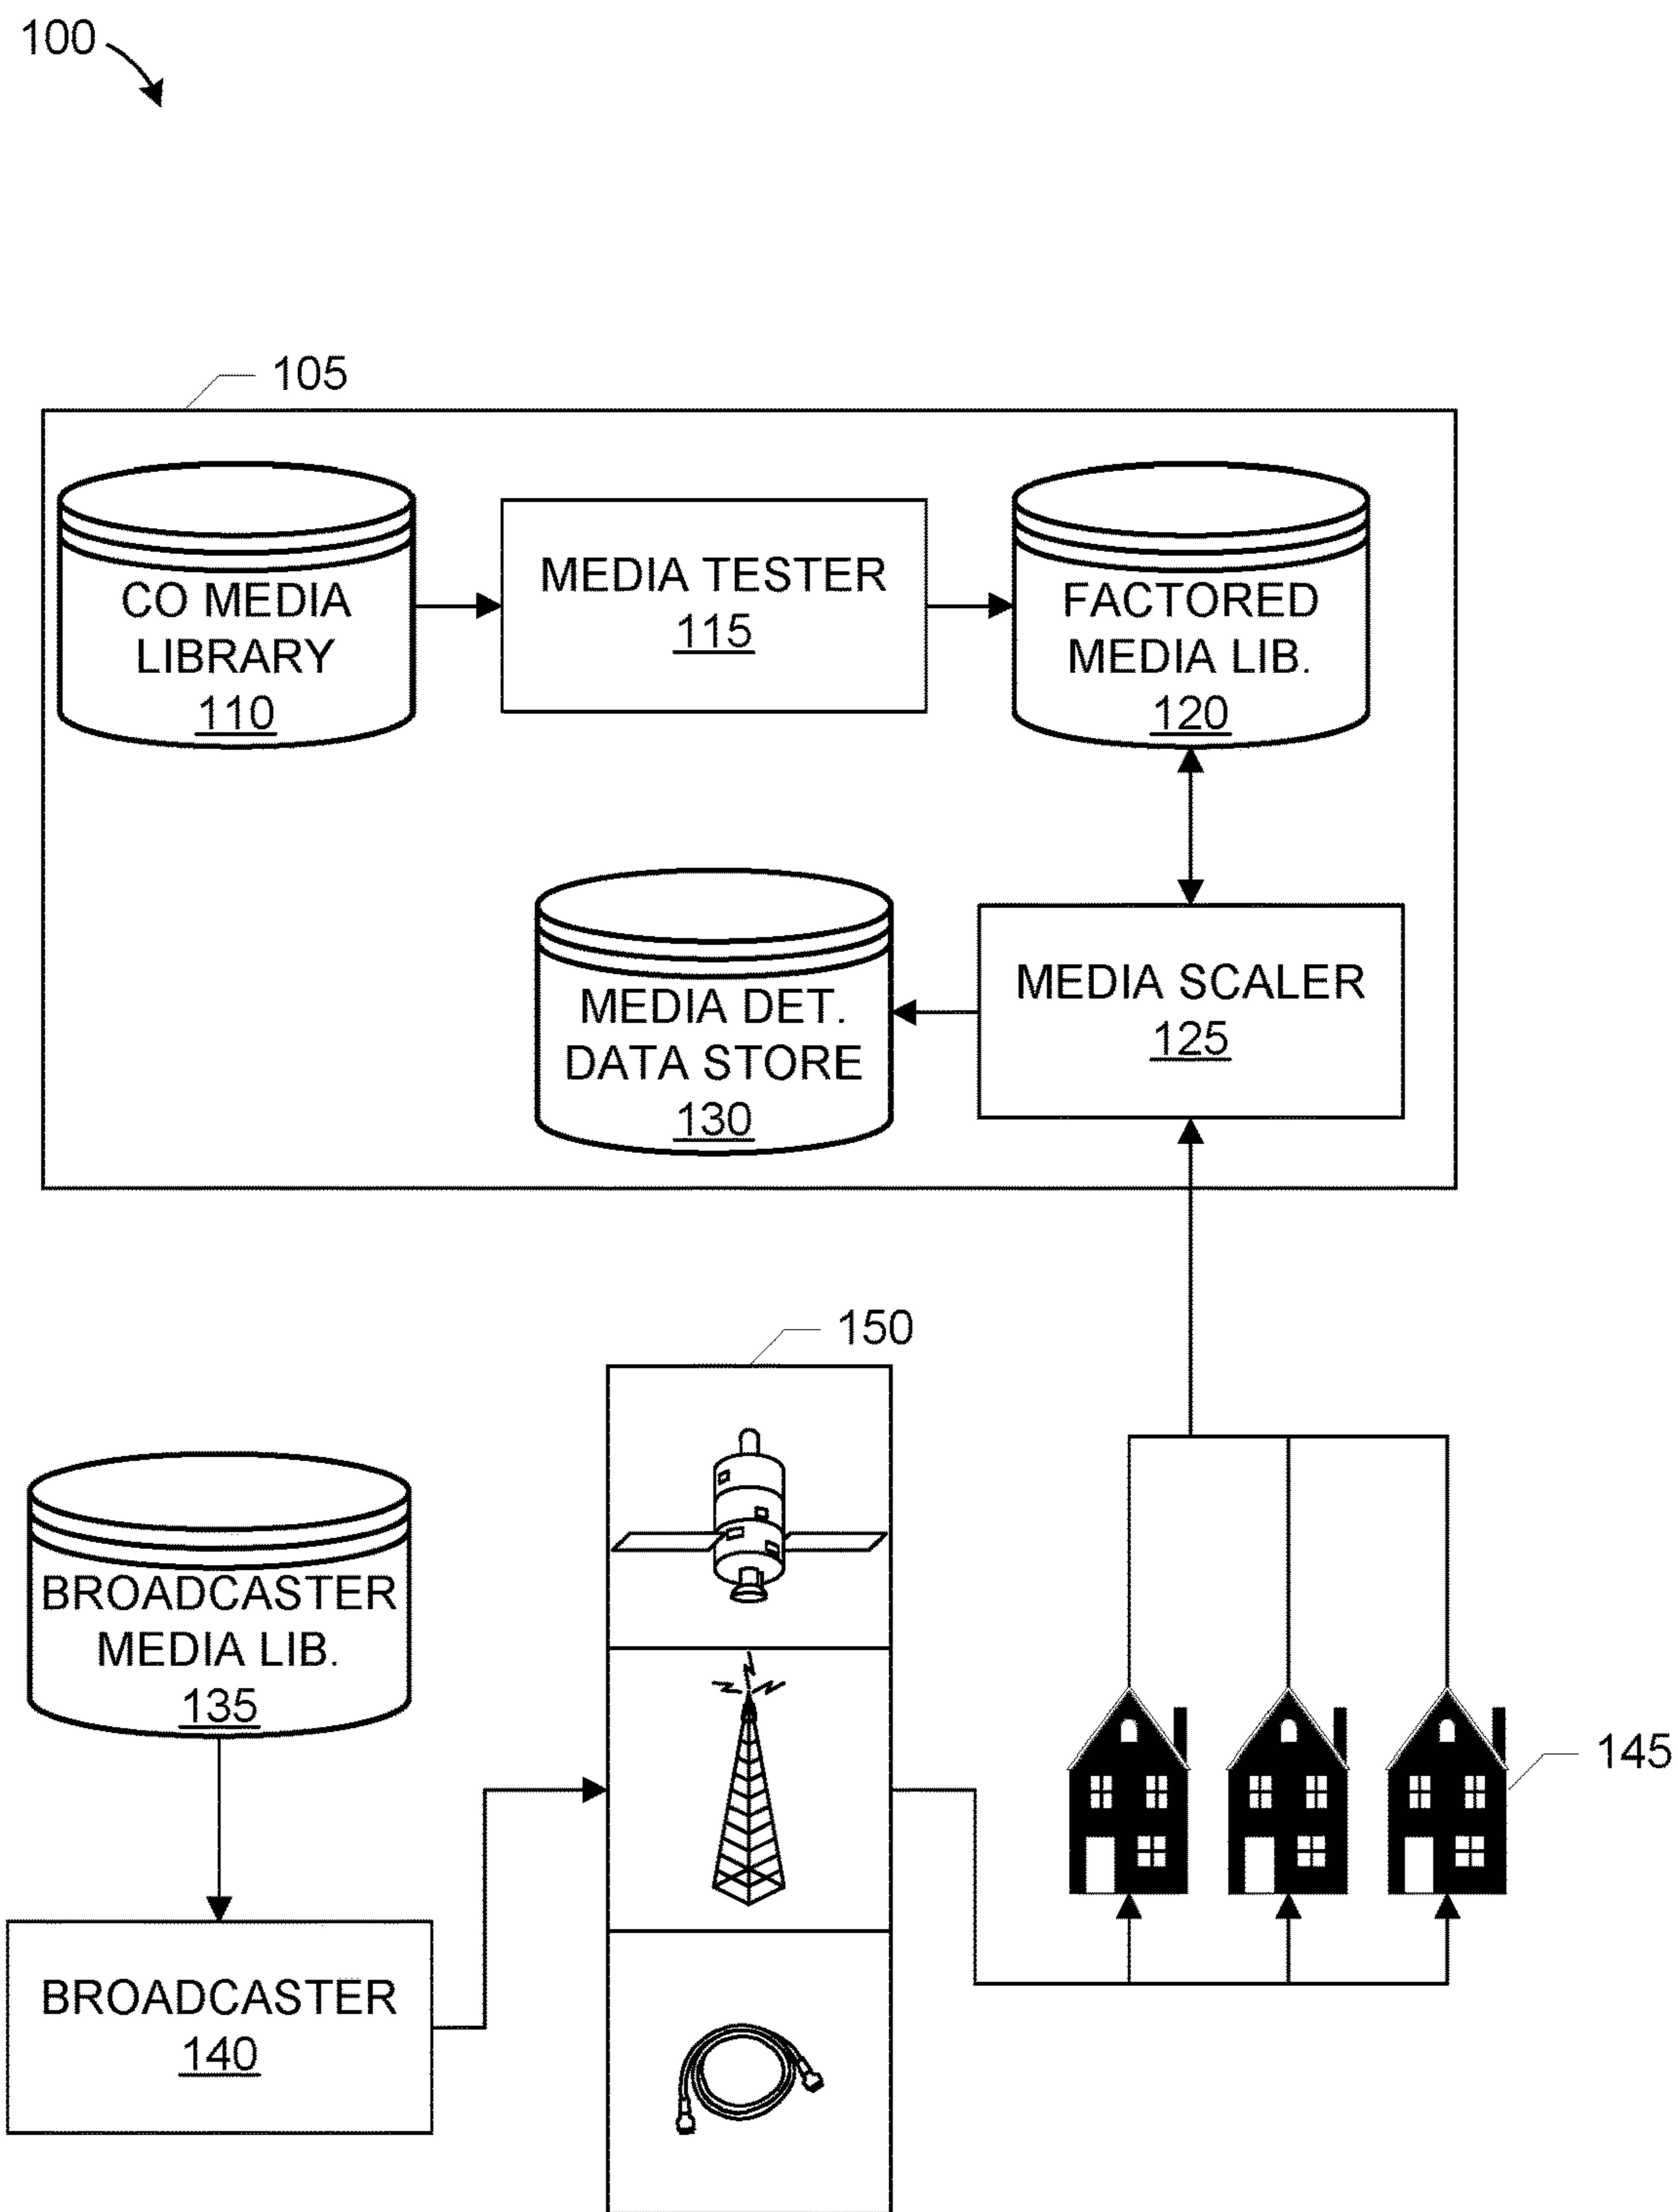 100
105
CO MEDIA
LIBRARY
110
MEDIA TESTER
115
FACTORED
MEDIA LIB.
120
MEDIA DET.
DATA STORE
130
MEDIA SCALER
125
150
BROADCASTER
MEDIA LIB.
135
145
BROADCASTER
140